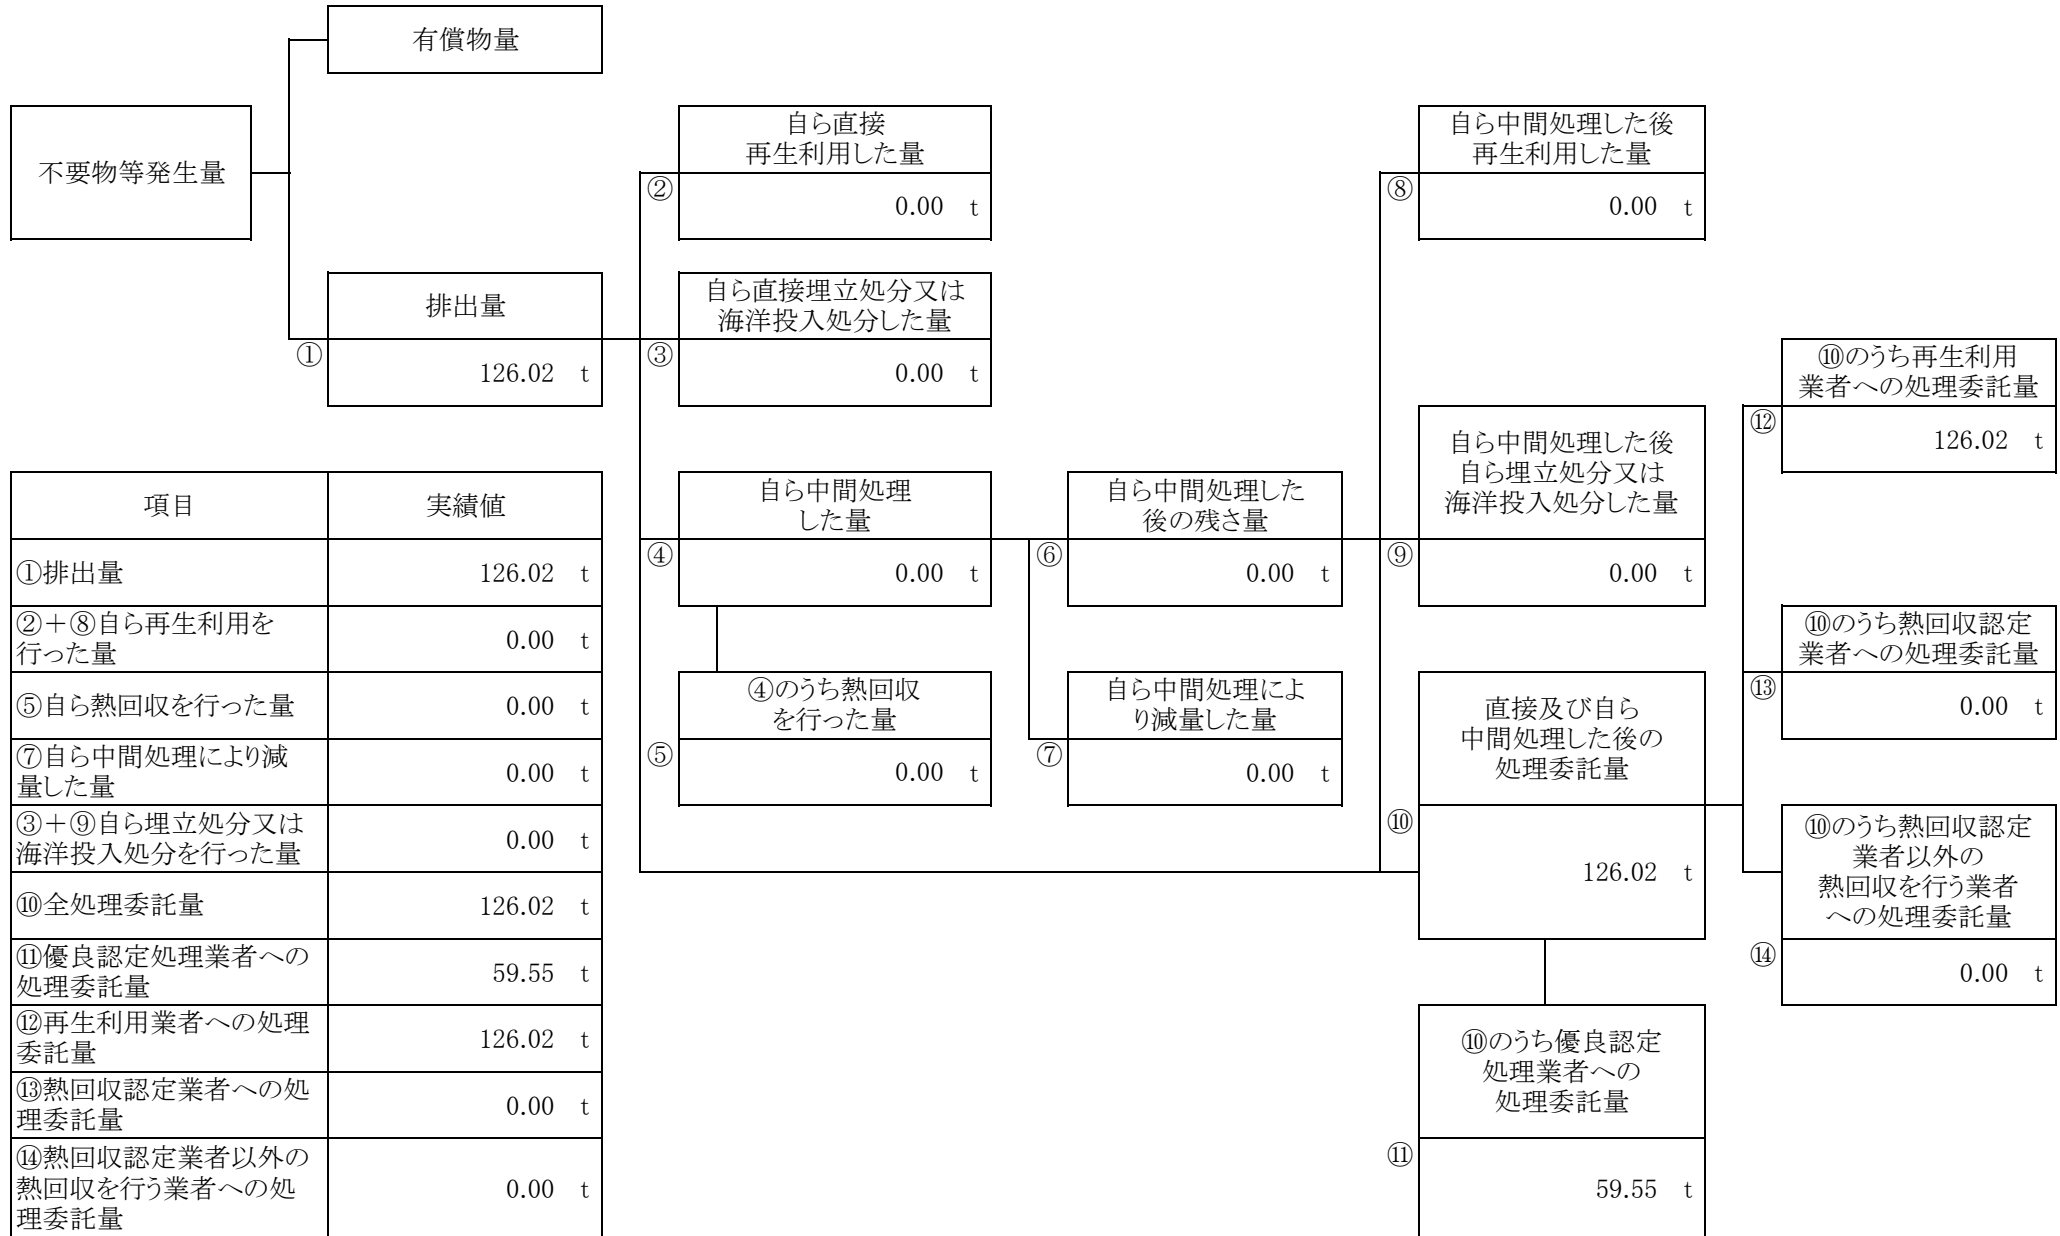 有償物量
不要物等発生量
排出量
①
126.02 t
自ら直接
再生利用した量
②
0.00 t
自ら直接埋立処分又は
海洋投入処分した量
③
0.00 t
自ら中間処理
した量
④
0.00 t
④のうち熱回収
を行った量
⑤
0.00 t
自ら中間処理した
後の残さ量
⑥
0.00 t
自ら中間処理によ
り減量した量
⑦
0.00 t
自ら中間処理した後
再生利用した量
⑧
0.00 t
自ら中間処理した後
自ら埋立処分又は
海洋投入処分した量
⑨
0.00 t
直接及び自ら
中間処理した後の
処理委託量
⑩
126.02 t
⑩のうち優良認定
処理業者への
処理委託量
⑪
59.55 t
⑩のうち再生利用
業者への処理委託量
⑫
126.02 t
⑩のうち熱回収認定
業者への処理委託量
⑬
0.00 t
⑩のうち熱回収認定
業者以外の
熱回収を行う業者
への処理委託量
⑭
0.00 t
項目 実績値
①排出量 126.02 t
②＋⑧自ら再生利用を
行った量 0.00 t
⑤自ら熱回収を行った量 0.00 t
⑦自ら中間処理により減
量した量 0.00 t
③＋⑨自ら埋立処分又は
海洋投入処分を行った量 0.00 t
⑩全処理委託量 126.02 t
⑪優良認定処理業者への
処理委託量 59.55 t
⑫再生利用業者への処理
委託量 126.02 t
⑬熱回収認定業者への処
理委託量 0.00 t
⑭熱回収認定業者以外の
熱回収を行う業者への処
理委託量 0.00 t